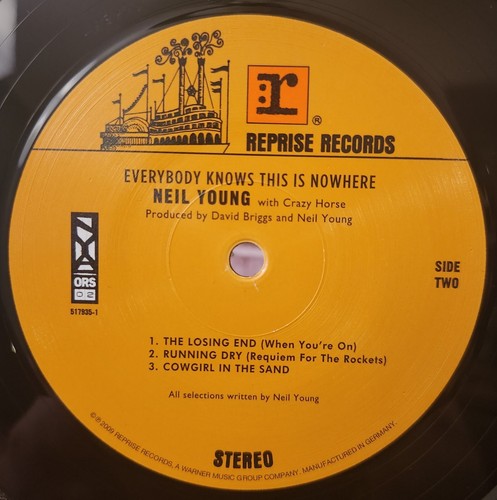 r
®
REPRISE RECORDS
EVERYBODY KNOWS THIS IS NOWHERE
NEIL YOUNG with Crazy Horse
Produced by David Briggs and Neil Young
NY
ORS
0.2
517935-1
SIDE
TWO
1. THE LOSING END (When You're On)
2. RUNNING DRY (Requiem For The Rockets)
3. COWGIRL IN THE SAND
All selections written by Neil Young
STEREO
©℗2009 REPRISE RECORDS, A WARNER MUSIC GROUP COMPANY. MANUFACTURED IN GERMANY.